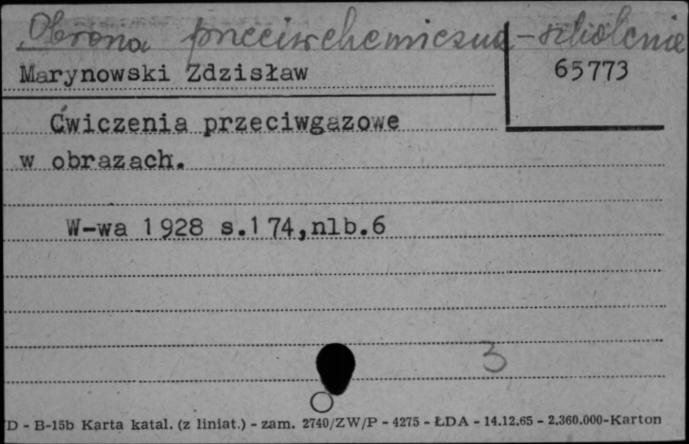 Obrona przeciwchemiczna - szkolenie
Marynowski Zdzisław
65773
Ćwiczenia przeciwgazowe
w obrazach.
W-wa 1928 s.174,nlb.6
3
D - B-15b Karta katal. (z liniat.) - zam. 2740/ZW/P - 4275 - ŁDA - 14.12.65 - 2.360.000-Karton